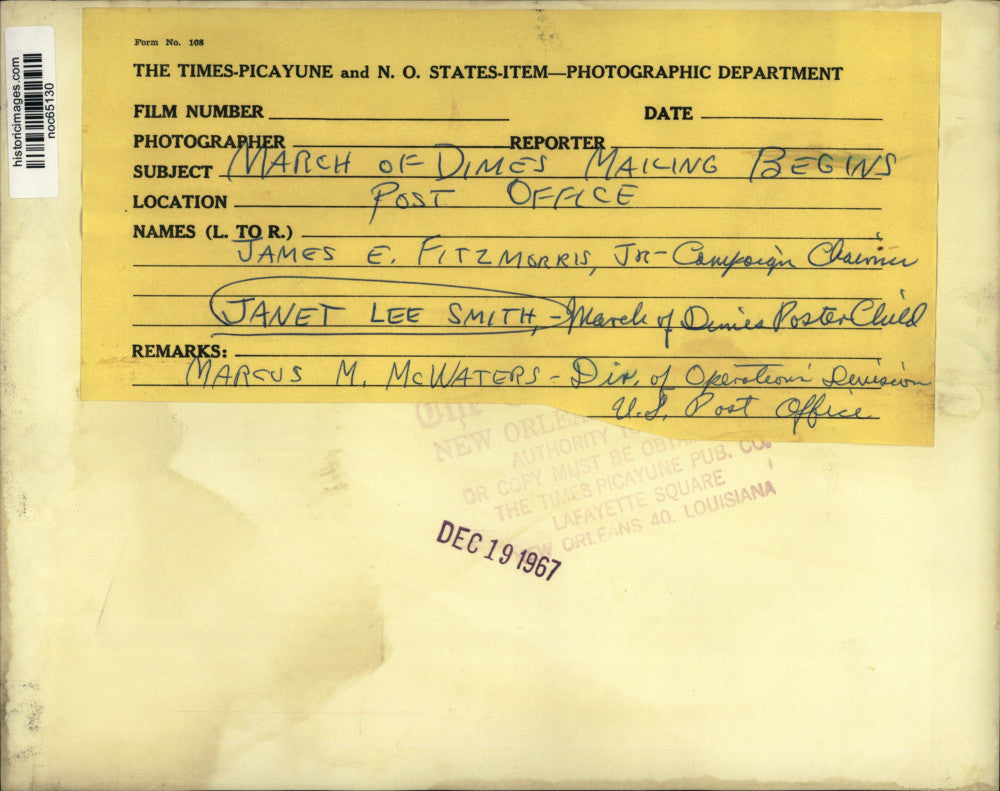 historicimages.com
noc65130
Form No. 108
THE TIMES-PICAYUNE and N. O. STATES-ITEM—PHOTOGRAPHIC DEPARTMENT
FILM NUMBER DATE
PHOTOGRAPHER REPORTER
SUBJECT MARCH OF DIMES MAILING BEGINS
LOCATION POST OFFICE
NAMES (L. TO R.)
JAMES E. FITZMORRIS, JR- Campaign Chairman
JANET LEE SMITH, - March of Dimes Poster Child
REMARKS:
MARCUS M. MCWATERS - Dir. of Operations Division
U.S. Post Office
NEW ORLEA
AUTHORITY TO
OR COPY MUST BE OBTA
THE TIMES PICAYUNE PUB. CO.
LAFAYETTE SQUARE
NEW ORLEANS 40, LOUISIANA
DEC 19 1967